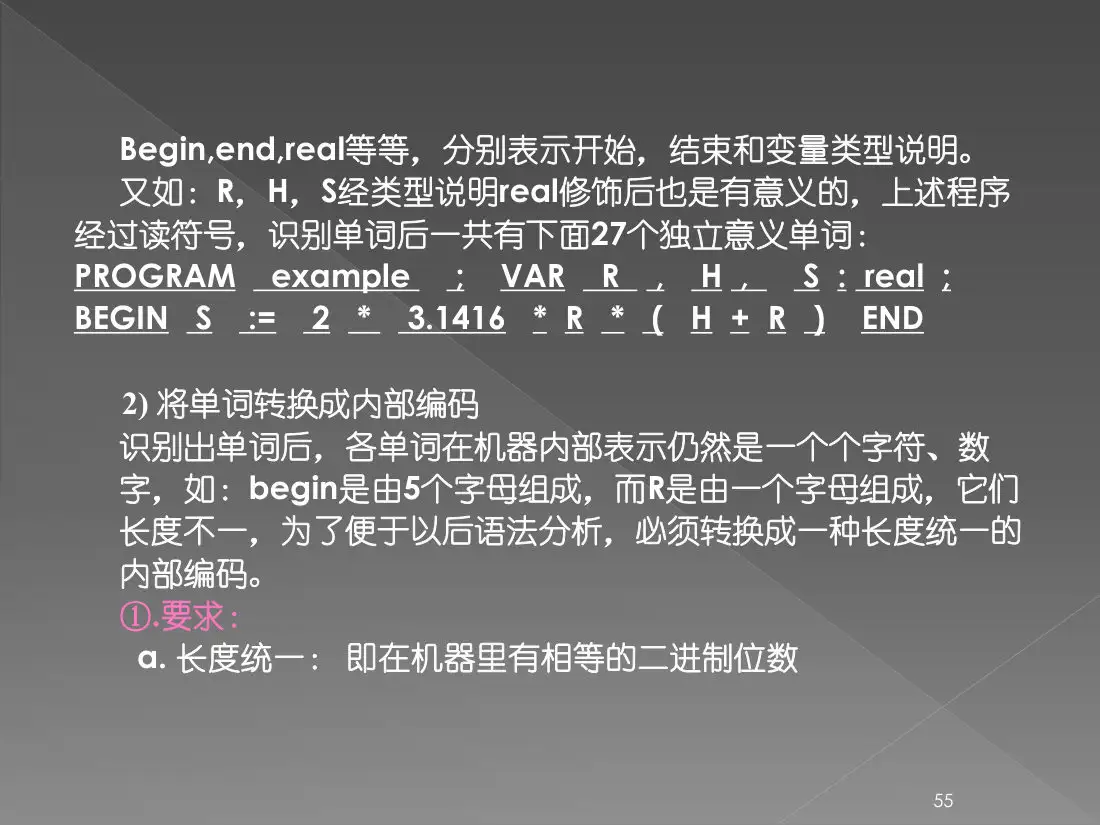 Begin,end,real等等，分别表示开始，结束和变量类型说明。
又如：R，H，S经类型说明real修饰后也是有意义的，上述程序
经过读符号，识别单词后一共有下面27个独立意义单词：
PROGRAM example ; VAR R , H , S : real ;
BEGIN S := 2 * 3.1416 * R * ( H + R ) END
2) 将单词转换成内部编码
识别出单词后，各单词在机器内部表示仍然是一个个字符、数
字，如：begin是由5个字母组成，而R是由一个字母组成，它们
长度不一，为了便于以后语法分析，必须转换成一种长度统一的
内部编码。
①.要求：
a. 长度统一： 即在机器里有相等的二进制位数
55